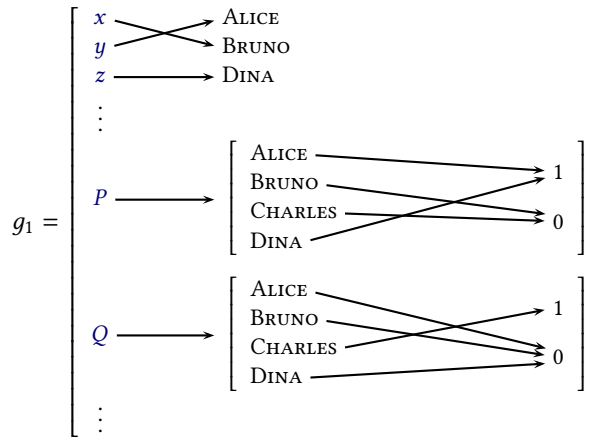 x Alice
y Bruno
z Dina
⋮
Alice
Bruno 1
P Charles 0
Dina
g₁ =
Alice
Bruno 1
Q Charles 0
Dina
⋮